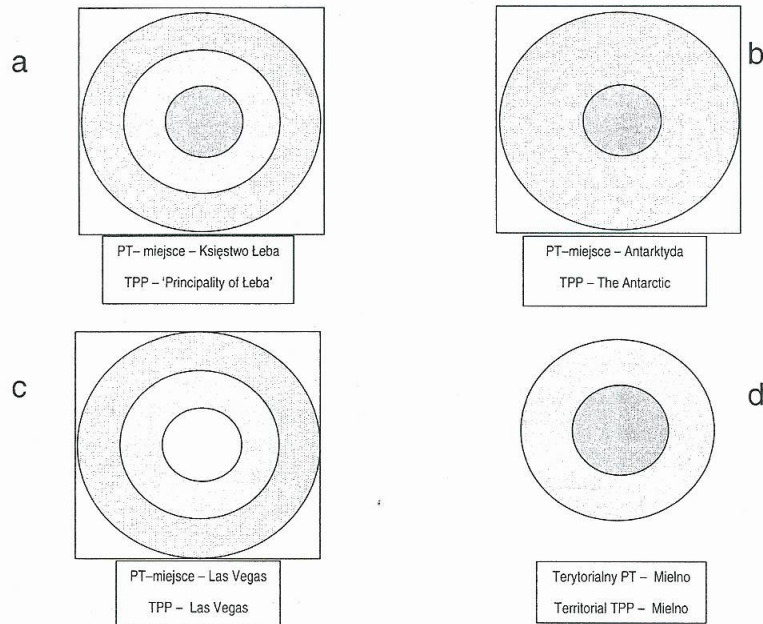 a
b
PT– miejsce – Księstwo Łeba
TPP – 'Principality of Łeba'
PT–miejsce – Antarktyda
TPP – The Antarctic
c
d
PT–miejsce – Las Vegas
TPP – Las Vegas
Terytorialny PT – Mielno
Territorial TPP – Mielno